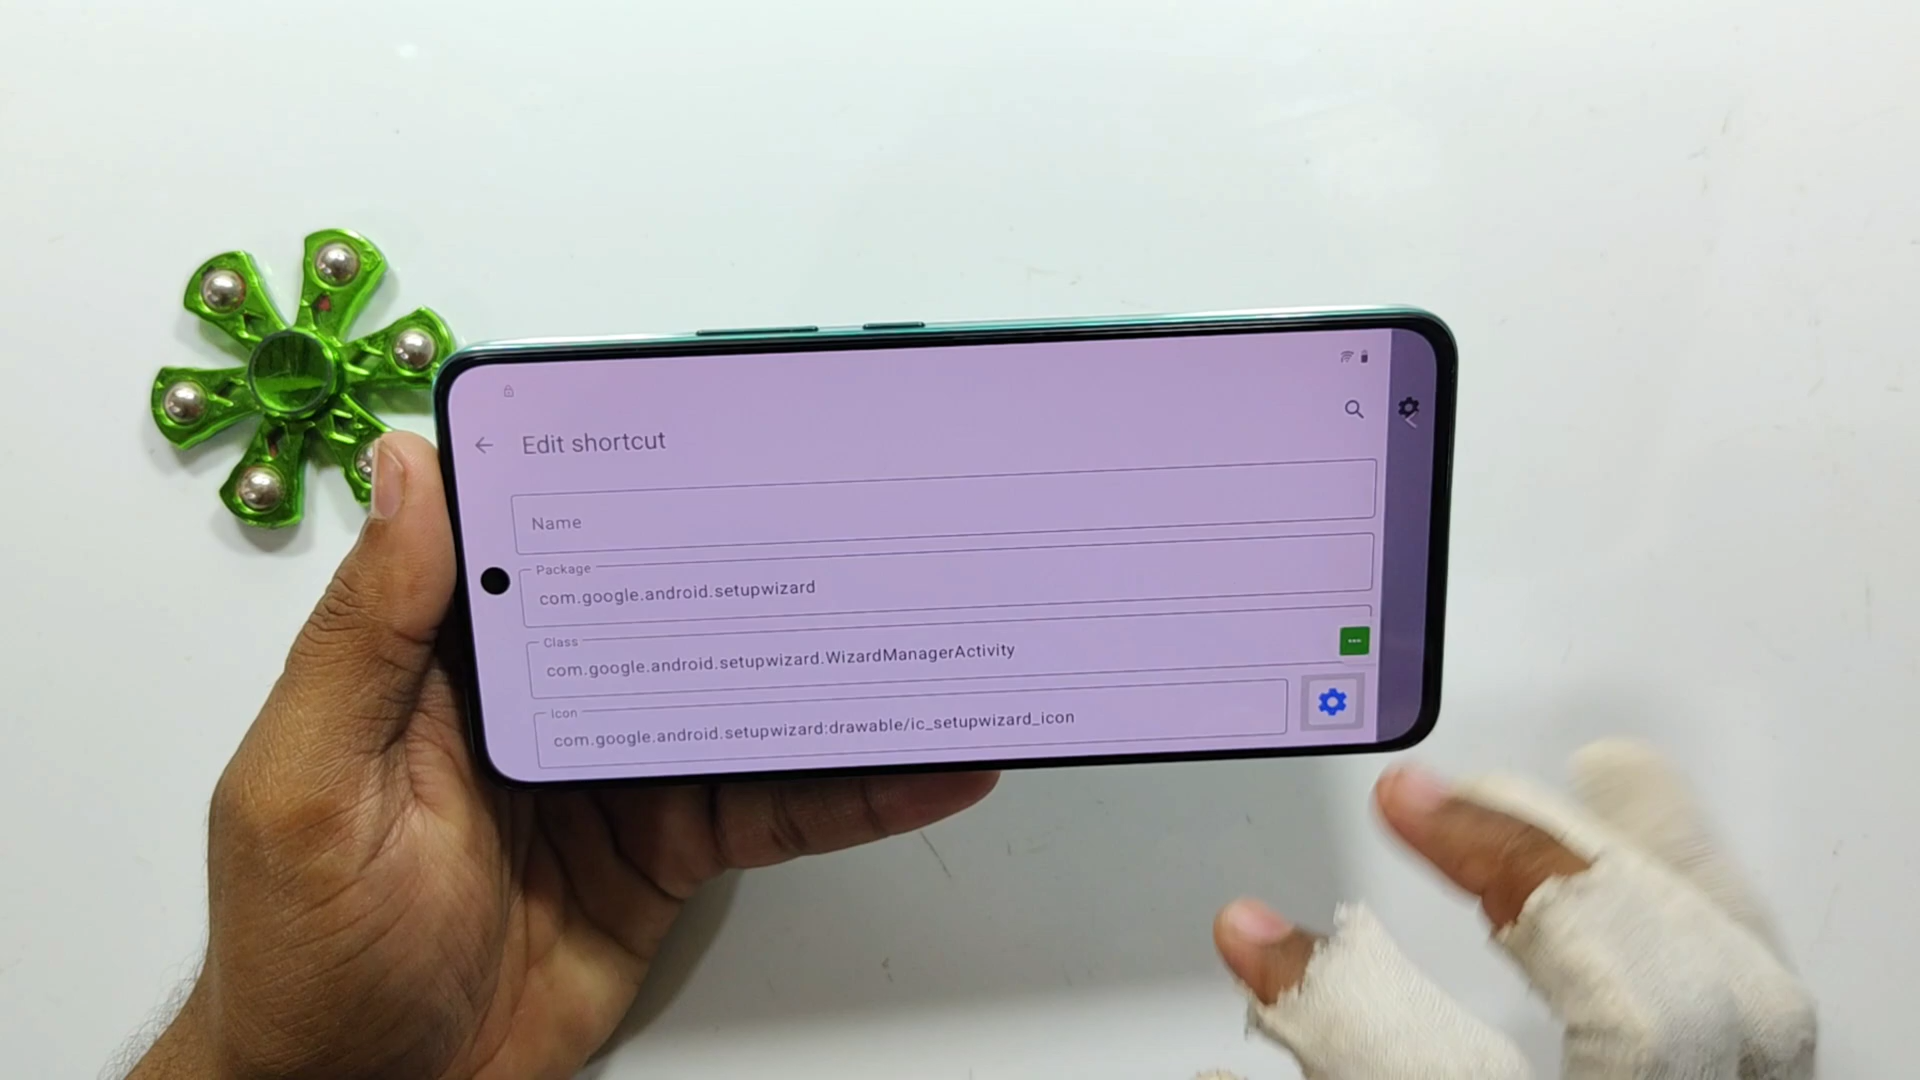 Edit shortcut
Name
Package
com.google.android.setupwizard
Class
com.google.android.setupwizard.WizardManagerActivity
Icon
com.google.android.setupwizard:drawable/ic_setupwizard_icon